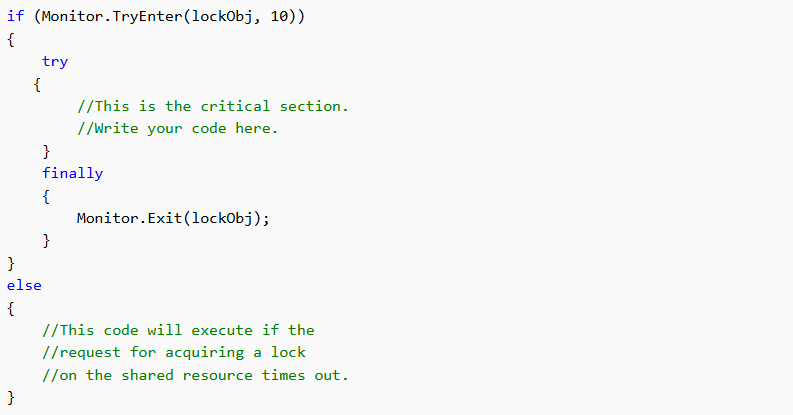 if (Monitor.TryEnter(lockObj, 10))
{
    try
   {
        //This is the critical section.
        //Write your code here.
    }
    finally
    {
        Monitor.Exit(lockObj);
    }
}
else
{
    //This code will execute if the
    //request for acquiring a lock
    //on the shared resource times out.
}